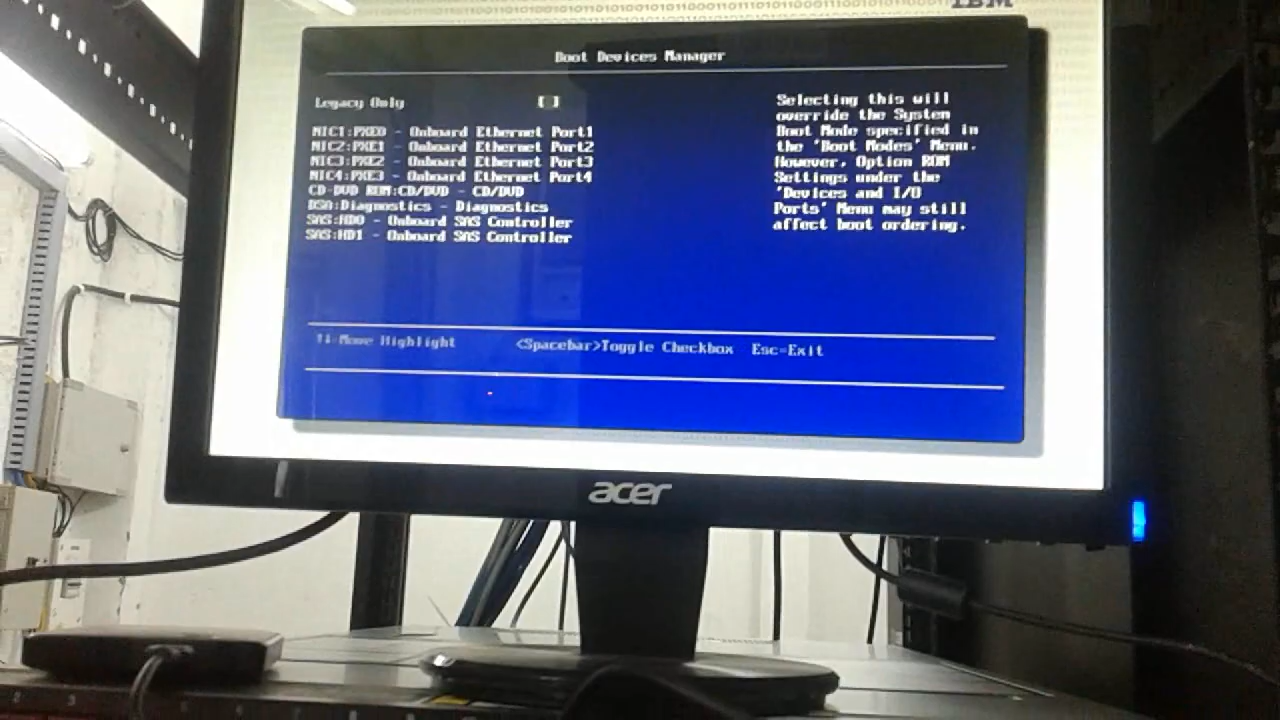 IBM
Boot Devices Manager
Legacy Only [ ]
NIC1:PXE0 - Onboard Ethernet Port1
NIC2:PXE1 - Onboard Ethernet Port2
NIC3:PXE2 - Onboard Ethernet Port3
NIC4:PXE3 - Onboard Ethernet Port4
CD-DVD ROM:CD/DVD - CD/DVD
DSA:Diagnostics - Diagnostics
SAS:HD0 - Onboard SAS Controller
SAS:HD1 - Onboard SAS Controller
Selecting this will
override the System
Boot Mode specified in
the 'Boot Modes' Menu.
However, Option ROM
Settings under the
'Devices and I/O
Ports' Menu may still
affect boot ordering.
↑↓=Move Highlight <Spacebar>Toggle Checkbox Esc=Exit
acer